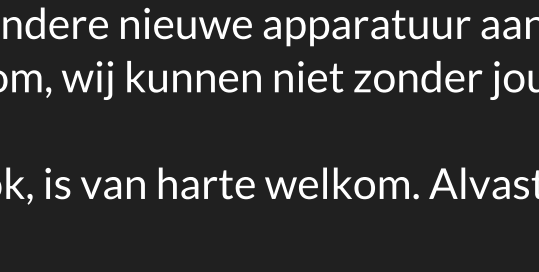 ndere nieuwe apparatuur aan
om, wij kunnen niet zonder jou
ok, is van harte welkom. Alvast